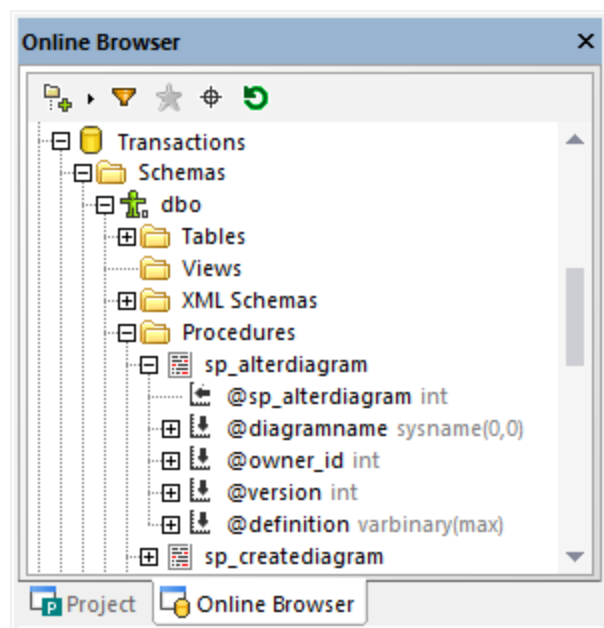 Online Browser
Transactions
Schemas
dbo
Tables
Views
XML Schemas
Procedures
sp_alterdiagram
@sp_alterdiagram int
@diagramname sysname(0,0)
@owner_id int
@version int
@definition varbinary(max)
sp_creatediagram
Project Online Browser